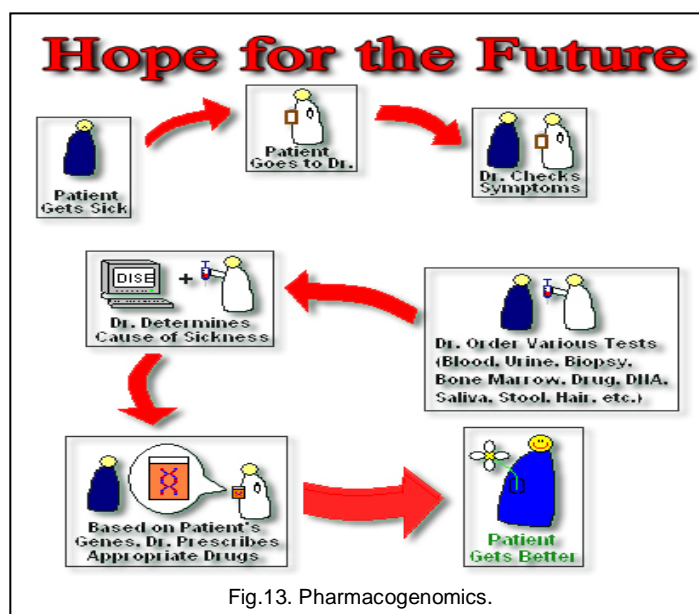 Hope for the Future
Patient
Gets Sick
Patient
Goes to Dr.
Dr. Checks
Symptoms
Dr. Order Various Tests
(Blood, Urine, Biopsy,
Bone Marrow, Drug, DNA,
Saliva, Stool, Hair, etc.)
DISE
+
Dr. Determines
Cause of Sickness
Based on Patient's
Genes, Dr. Prescribes
Appropriate Drugs
Patient
Gets Better
Fig.13. Pharmacogenomics.